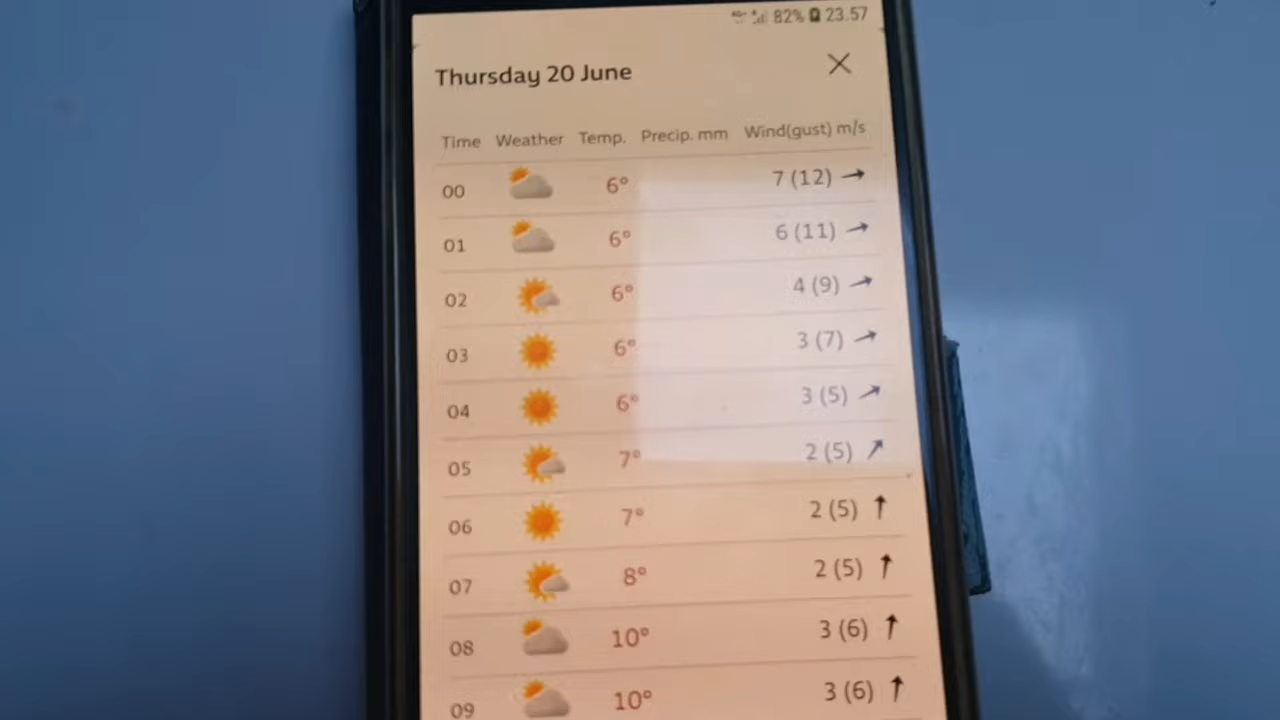 82% 23.57
Thursday 20 June
Time Weather Temp. Precip. mm Wind(gust) m/s
00 6° 7 (12)
01 6° 6 (11)
02 6° 4 (9)
03 6° 3 (7)
04 6° 3 (5)
05 7° 2 (5)
06 7° 2 (5)
07 8° 2 (5)
08 10° 3 (6)
09 10° 3 (6)